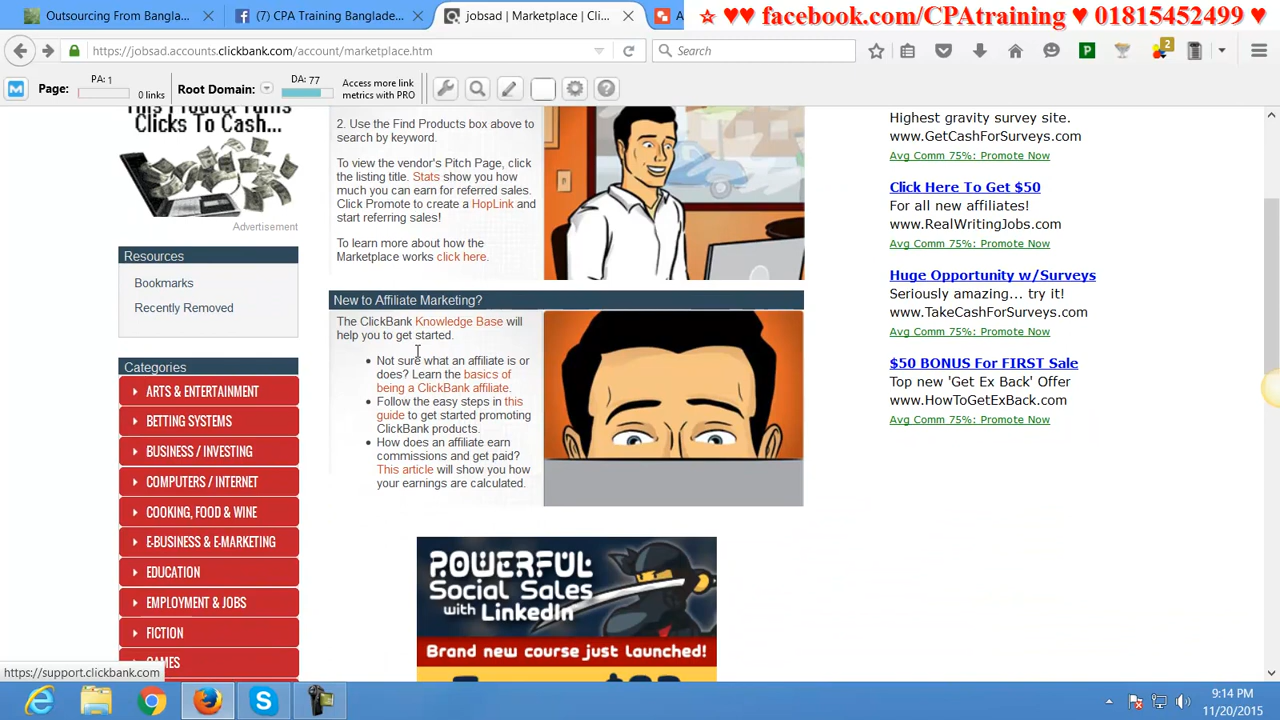 Outsourcing From Bangla...
(7) CPA Training Banglade...
jobsad | Marketplace | Cli...
☆ ♥♥ facebook.com/CPAtraining ♥ 01815452499 ♥
https://jobsad.accounts.clickbank.com/account/marketplace.htm
Search
2
Page:
PA: 1
0 links
Root Domain:
DA: 77
Access more link
metrics with PRO
This Product Turns
Clicks To Cash...
Advertisement
Resources
Bookmarks
Recently Removed
Categories
ARTS & ENTERTAINMENT
BETTING SYSTEMS
BUSINESS / INVESTING
COMPUTERS / INTERNET
COOKING, FOOD & WINE
E-BUSINESS & E-MARKETING
EDUCATION
EMPLOYMENT & JOBS
FICTION
GAMES
2. Use the Find Products box above to
search by keyword.
To view the vendor's Pitch Page, click
the listing title. Stats show you how
much you can earn for referred sales.
Click Promote to create a HopLink and
start referring sales!
To learn more about how the
Marketplace works click here.
New to Affiliate Marketing?
The ClickBank Knowledge Base will
help you to get started.
Not sure what an affiliate is or
does? Learn the basics of
being a ClickBank affiliate.
Follow the easy steps in this
guide to get started promoting
ClickBank products.
How does an affiliate earn
commissions and get paid?
This article will show you how
your earnings are calculated.
POWERFUL
Social Sales
with LinkedIn
Brand new course just launched!
Highest gravity survey site.
www.GetCashForSurveys.com
Avg Comm 75%: Promote Now
Click Here To Get $50
For all new affiliates!
www.RealWritingJobs.com
Avg Comm 75%: Promote Now
Huge Opportunity w/Surveys
Seriously amazing... try it!
www.TakeCashForSurveys.com
Avg Comm 75%: Promote Now
$50 BONUS For FIRST Sale
Top new 'Get Ex Back' Offer
www.HowToGetExBack.com
Avg Comm 75%: Promote Now
https://support.clickbank.com
9:14 PM
11/20/2015